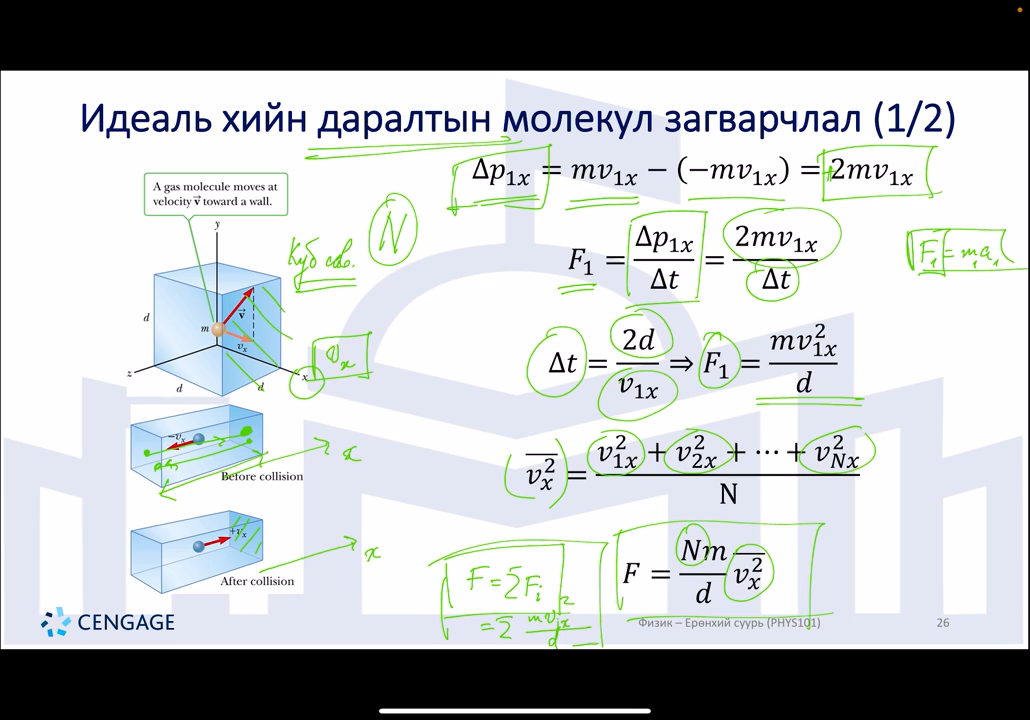 Идеаль хийн даралтын молекул загварчлал (1/2)
A gas molecule moves at
velocity v⃗ toward a wall.
Δp₁ₓ = mv₁ₓ − (−mv₁ₓ) = 2mv₁ₓ
N
Куб
F₁ = Δp₁ₓ/Δt = 2mv₁ₓ/Δt
F₁ = m₁a₁
y
d
m
v⃗
vₓ
z
x
d
d
vₓ
Δt = 2d/v₁ₓ ⇒ F₁ = mv₁ₓ²/d
−vₓ
x
Before collision
v̅ₓ²̅ = (v₁ₓ² + v₂ₓ² + ⋯ + v_Nₓ²)/N
+vₓ
x
After collision
F = ΣFᵢ
= Σ mvᵢₓ²/d
F = Nm/d v̅ₓ²̅
CENGAGE
Физик – Ерөнхий суурь (PHYS101)
26